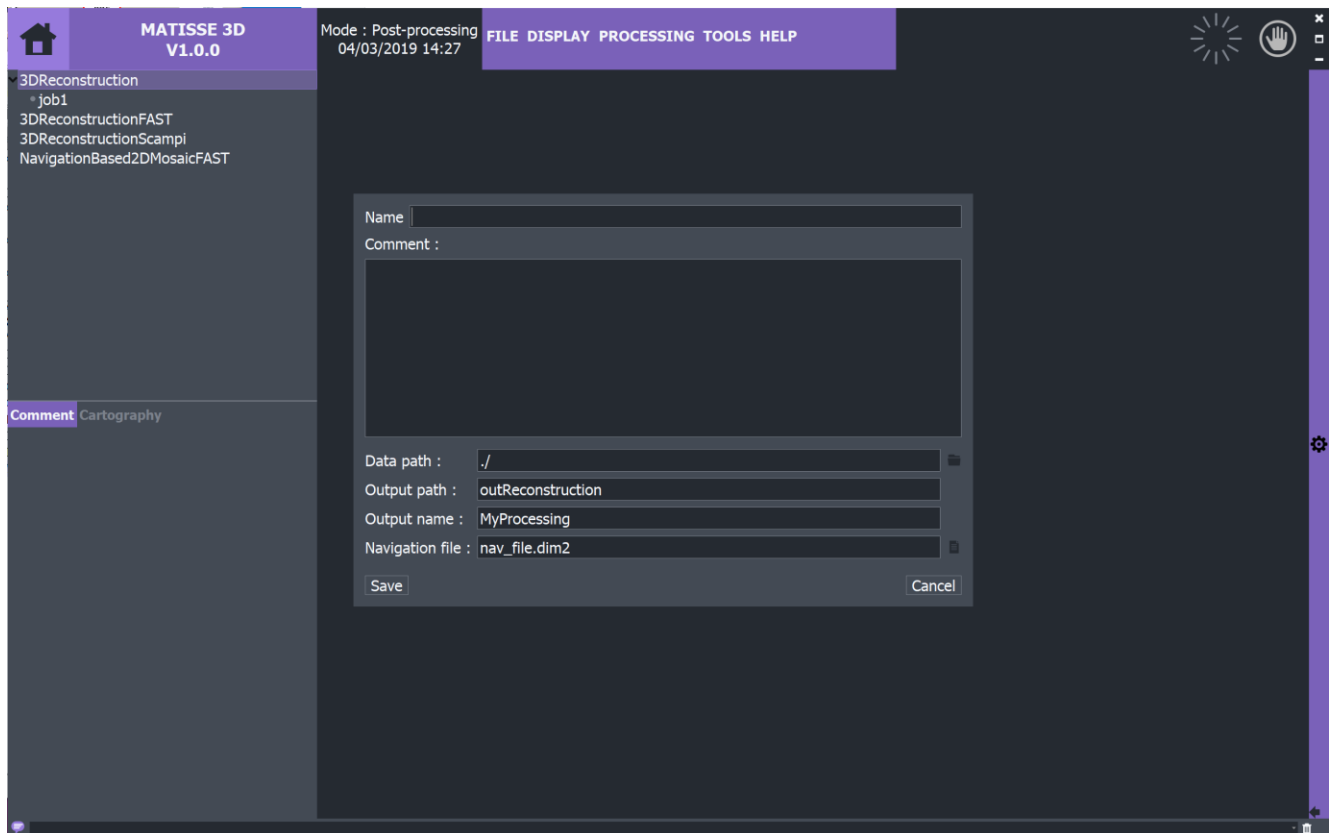 MATISSE 3D
V1.0.0
Mode : Post-processing
04/03/2019 14:27
FILE DISPLAY PROCESSING TOOLS HELP
3DReconstruction
job1
3DReconstructionFAST
3DReconstructionScampi
NavigationBased2DMosaicFAST
Comment Cartography
Name
Comment :
Data path : ./
Output path : outReconstruction
Output name : MyProcessing
Navigation file : nav_file.dim2
Save Cancel